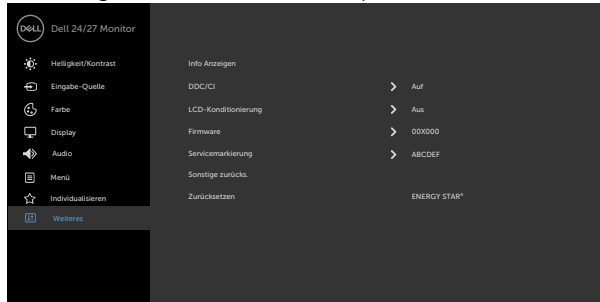 DELL Dell 24/27 Monitor
Helligkeit/Kontrast Info Anzeigen
Eingabe-Quelle DDC/CI Auf
Farbe LCD-Konditionierung Aus
Display Firmware 00X000
Audio Servicemarkierung ABCDEF
Menü Sonstige zurücks.
Individualisieren Zurücksetzen ENERGY STAR®
Weiteres